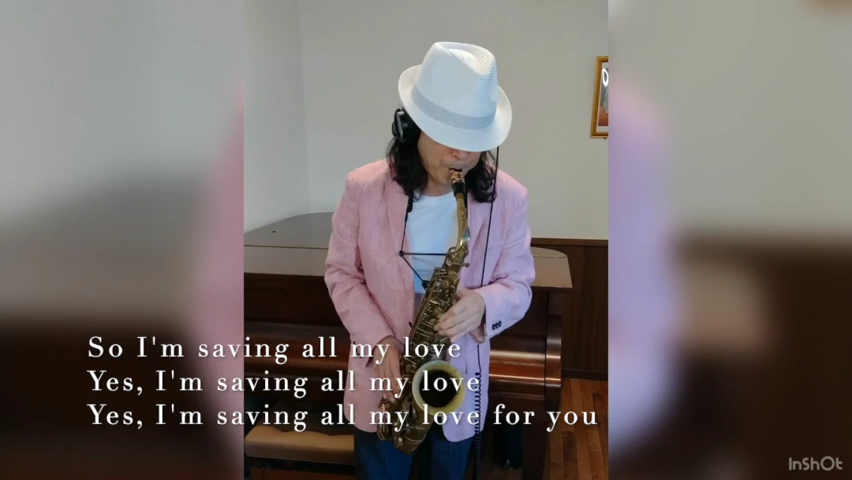 So I'm saving all my love
Yes, I'm saving all my love
Yes, I'm saving all my love for you
InShOt